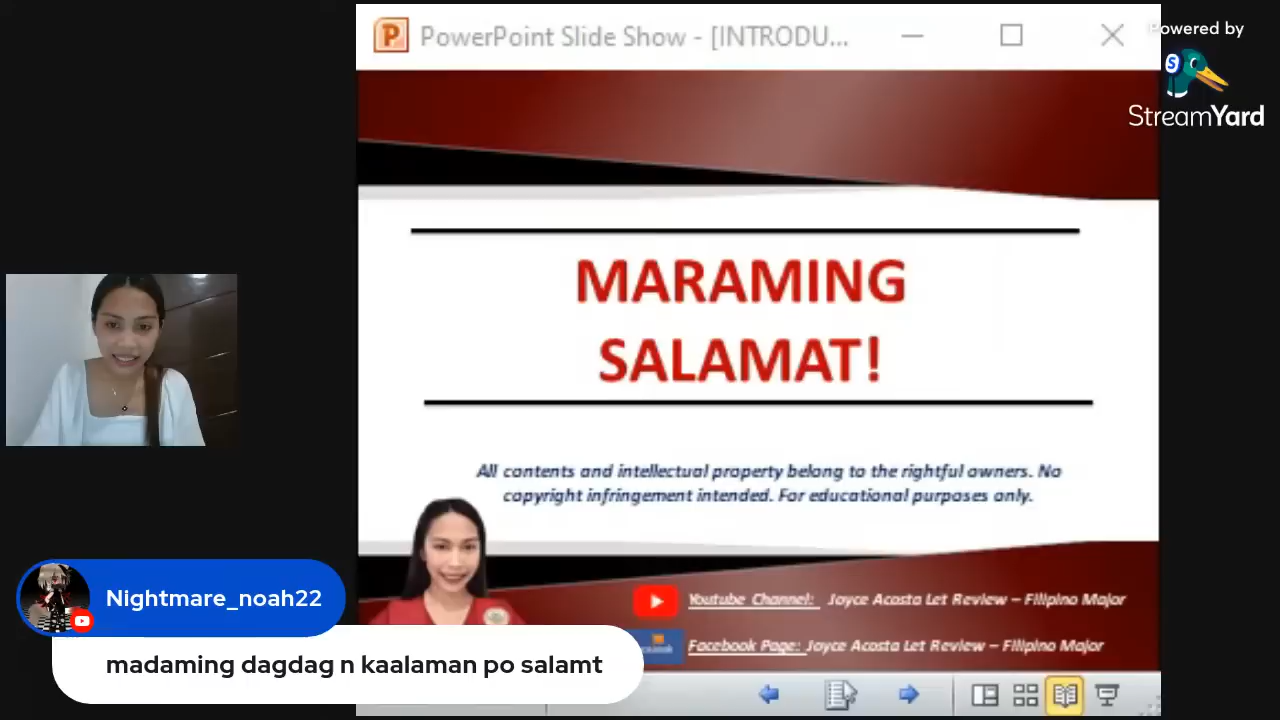 PowerPoint Slide Show - [INTRODU...
Powered by
StreamYard
MARAMING
SALAMAT!
All contents and intellectual property belong to the rightful owners. No
copyright infringement intended. For educational purposes only.
Youtube Channel: Joyce Acosta Let Review – Filipino Major
Facebook Page: Joyce Acosta Let Review – Filipino Major
Nightmare_noah22
madaming dagdag n kaalaman po salamt